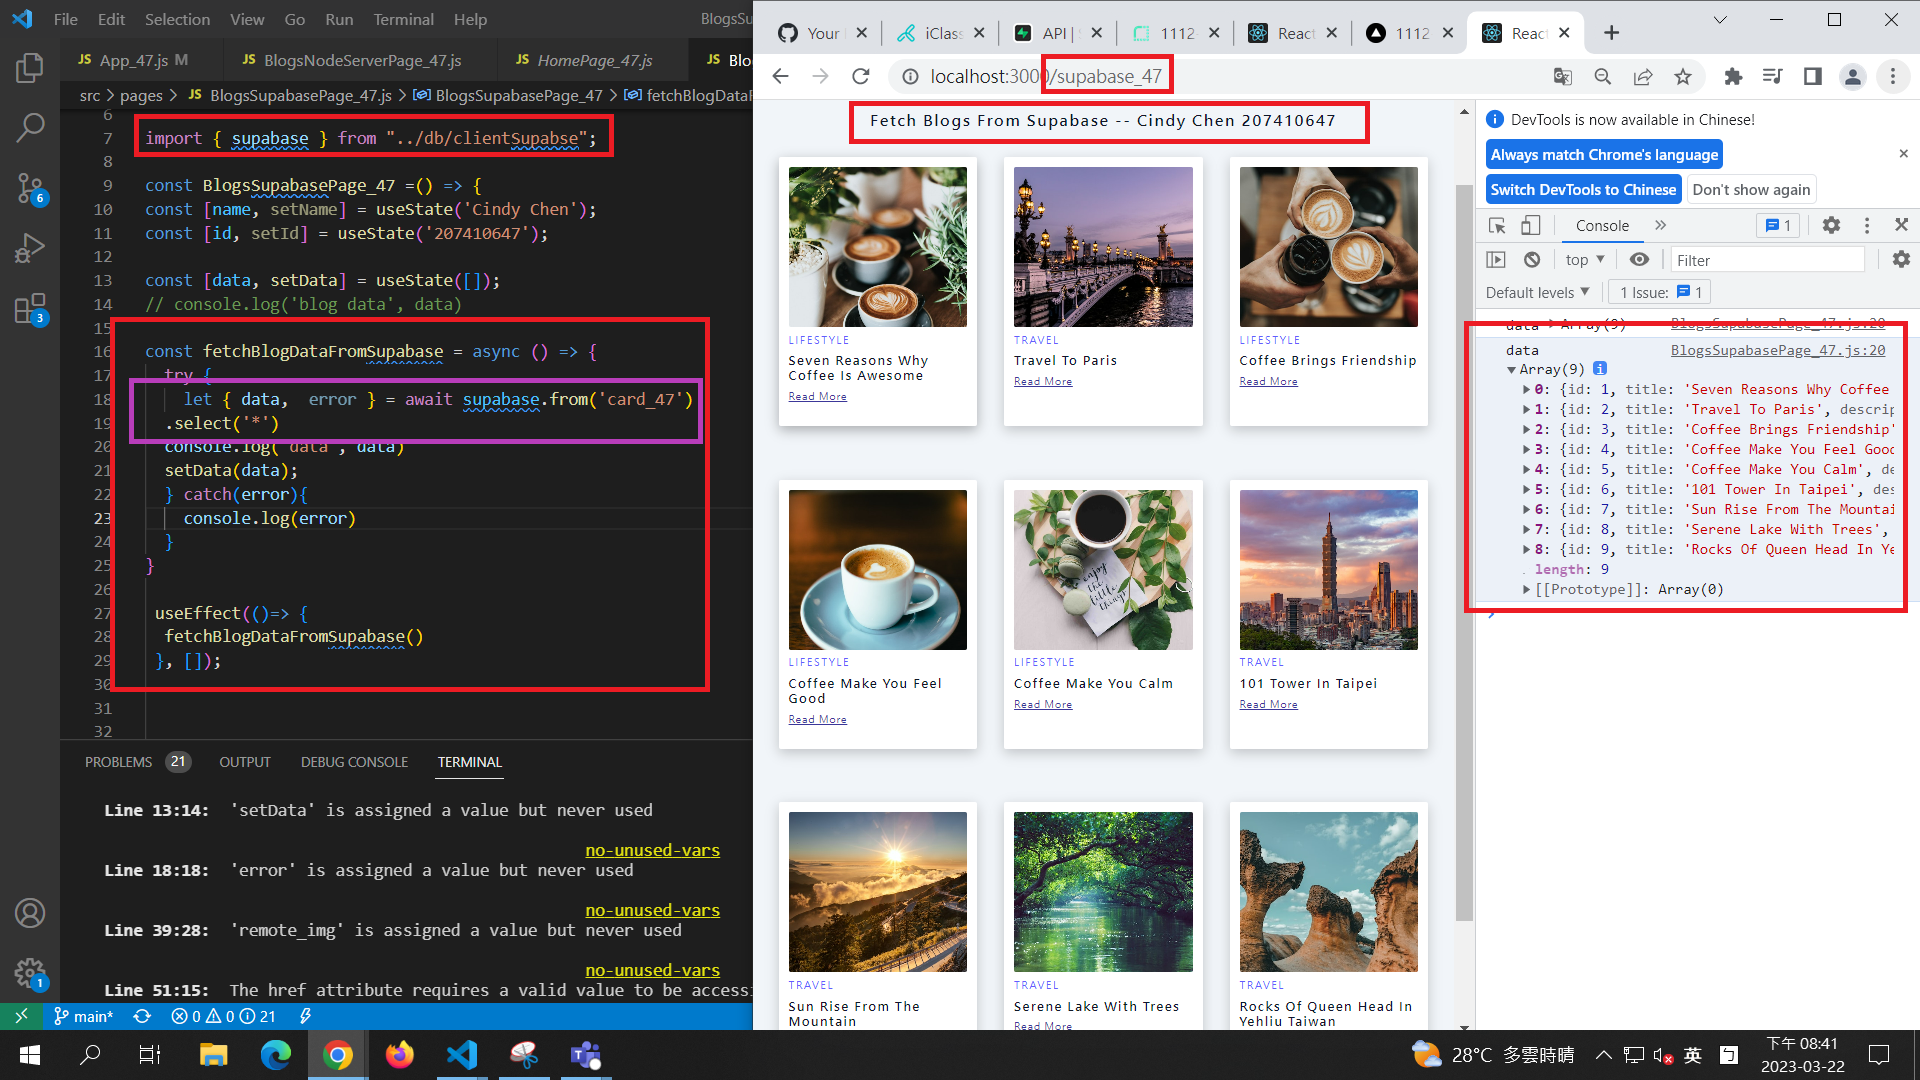 File Edit Selection View Go Run Terminal Help BlogsSu
JS App_47.js M JS BlogsNodeServerPage_47.js JS HomePage_47.js JS Blo
src > pages > JS BlogsSupabasePage_47.js > BlogsSupabasePage_47 > fetchBlogDataF
6
7 import { supabase } from "../db/clientSupabse";
8
9 const BlogsSupabasePage_47 =() => {
10 const [name, setName] = useState('Cindy Chen');
11 const [id, setId] = useState('207410647');
12
13 const [data, setData] = useState([]);
14 // console.log('blog data', data)
15
16 const fetchBlogDataFromSupabase = async () => {
17 try {
18 let { data,  error } = await supabase.from('card_47')
19 .select('*')
20 console.log('data', data)
21 setData(data);
22 } catch(error){
23 console.log(error)
24 }
25 }
26
27 useEffect(()=> {
28 fetchBlogDataFromSupabase()
29 }, []);
30
31
32
PROBLEMS 21 OUTPUT DEBUG CONSOLE TERMINAL
Line 13:14: 'setData' is assigned a value but never used
no-unused-vars
Line 18:18: 'error' is assigned a value but never used
no-unused-vars
Line 39:28: 'remote_img' is assigned a value but never used
no-unused-vars
Line 51:15: The href attribute requires a valid value to be accessi
6
3
1
main* 0 0 21
Your iClass API | 1112 React 1112 React
localhost:3000/supabase_47
Fetch Blogs From Supabase -- Cindy Chen 207410647
LIFESTYLE
Seven Reasons Why
Coffee Is Awesome
Read More
TRAVEL
Travel To Paris
Read More
LIFESTYLE
Coffee Brings Friendship
Read More
LIFESTYLE
Coffee Make You Feel
Good
Read More
enjoy
the
little
things
LIFESTYLE
Coffee Make You Calm
Read More
TRAVEL
101 Tower In Taipei
Read More
TRAVEL
Sun Rise From The
Mountain
TRAVEL
Serene Lake With Trees
Read More
TRAVEL
Rocks Of Queen Head In
Yehliu Taiwan
DevTools is now available in Chinese!
Always match Chrome's language
Switch DevTools to Chinese Don't show again
Console 1
top Filter
Default levels 1 Issue: 1
data Array(9) BlogsSupabasePage_47.js:20
data BlogsSupabasePage_47.js:20
Array(9)
0: {id: 1, title: 'Seven Reasons Why Coffee
1: {id: 2, title: 'Travel To Paris', descrip
2: {id: 3, title: 'Coffee Brings Friendship'
3: {id: 4, title: 'Coffee Make You Feel Good
4: {id: 5, title: 'Coffee Make You Calm', de
5: {id: 6, title: '101 Tower In Taipei', des
6: {id: 7, title: 'Sun Rise From The Mountai
7: {id: 8, title: 'Serene Lake With Trees',
8: {id: 9, title: 'Rocks Of Queen Head In Ye
length: 9
[[Prototype]]: Array(0)
28°C 多雲時晴 英 下午 08:41
2023-03-22